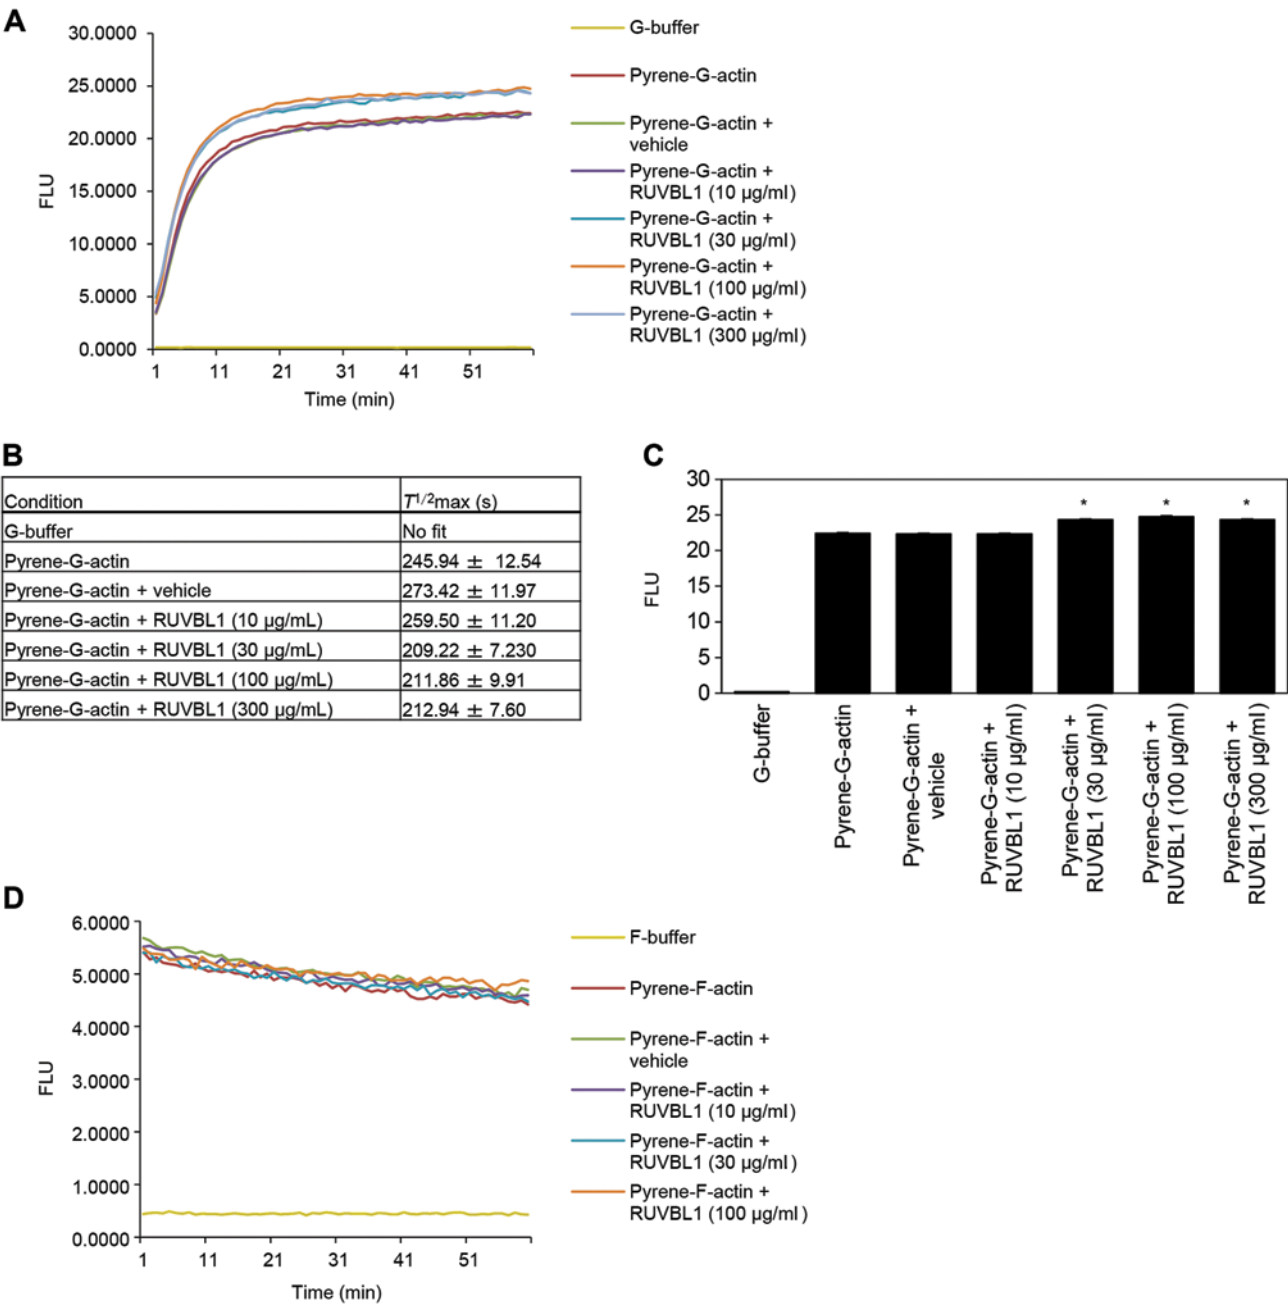 A
30.0000
25.0000
20.0000
15.0000
10.0000
5.0000
0.0000
FLU
1 11 21 31 41 51
Time (min)
G-buffer
Pyrene-G-actin
Pyrene-G-actin +
vehicle
Pyrene-G-actin +
RUVBL1 (10 µg/ml)
Pyrene-G-actin +
RUVBL1 (30 µg/ml)
Pyrene-G-actin +
RUVBL1 (100 µg/ml)
Pyrene-G-actin +
RUVBL1 (300 µg/ml)
B
Condition T1/2max (s)
G-buffer No fit
Pyrene-G-actin 245.94 ± 12.54
Pyrene-G-actin + vehicle 273.42 ± 11.97
Pyrene-G-actin + RUVBL1 (10 µg/mL) 259.50 ± 11.20
Pyrene-G-actin + RUVBL1 (30 µg/mL) 209.22 ± 7.230
Pyrene-G-actin + RUVBL1 (100 µg/mL) 211.86 ± 9.91
Pyrene-G-actin + RUVBL1 (300 µg/mL) 212.94 ± 7.60
C
30
25
20
15
10
5
0
FLU
* * *
G-buffer
Pyrene-G-actin
Pyrene-G-actin +
vehicle
Pyrene-G-actin +
RUVBL1 (10 µg/ml)
Pyrene-G-actin +
RUVBL1 (30 µg/ml)
Pyrene-G-actin +
RUVBL1 (100 µg/ml)
Pyrene-G-actin +
RUVBL1 (300 µg/ml)
D
6.0000
5.0000
4.0000
3.0000
2.0000
1.0000
0.0000
FLU
1 11 21 31 41 51
Time (min)
F-buffer
Pyrene-F-actin
Pyrene-F-actin +
vehicle
Pyrene-F-actin +
RUVBL1 (10 µg/ml)
Pyrene-F-actin +
RUVBL1 (30 µg/ml)
Pyrene-F-actin +
RUVBL1 (100 µg/ml)